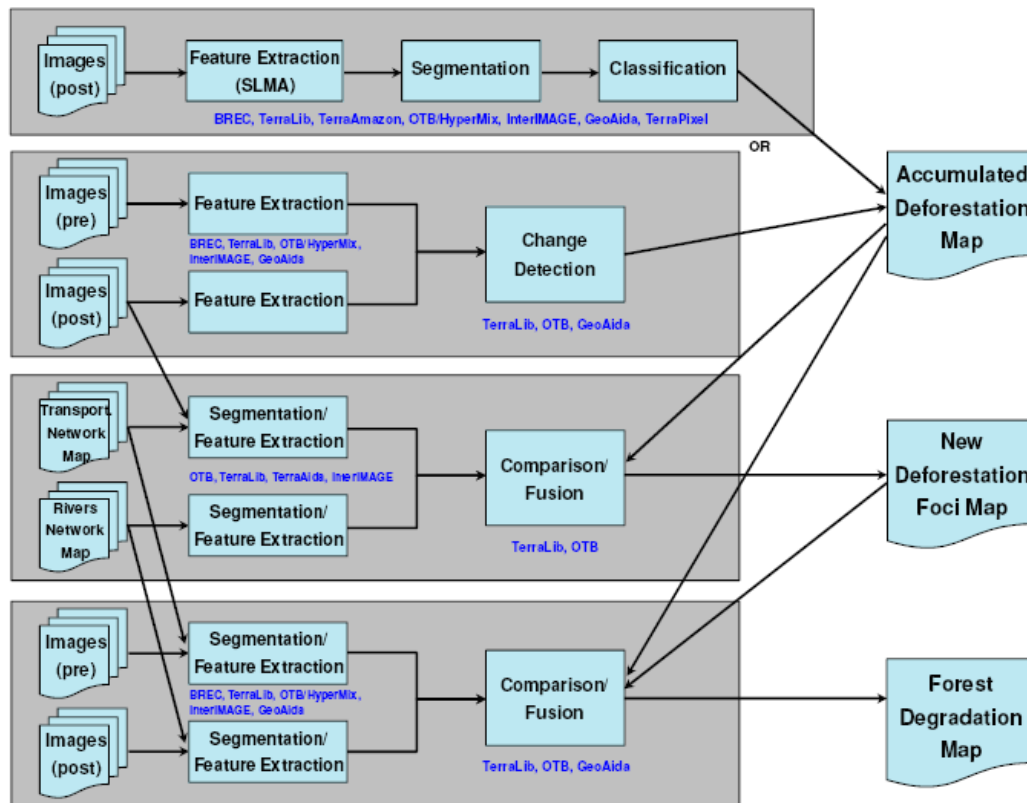 Images
(post)
Feature Extraction
(SLMA)
Segmentation
Classification
BREC, TerraLib, TerraAmazon, OTB/HyperMix, InterIMAGE, GeoAida, TerraPixel
OR
Images
(pre)
Feature Extraction
BREC, TerraLib, OTB/HyperMix,
InterIMAGE, GeoAida
Images
(post)
Feature Extraction
Change
Detection
TerraLib, OTB, GeoAida
Accumulated
Deforestation
Map
Transport.
Network
Map
Segmentation/
Feature Extraction
OTB, TerraLib, TerraAida, InterIMAGE
Rivers
Network
Map
Segmentation/
Feature Extraction
Comparison/
Fusion
TerraLib, OTB
New
Deforestation
Foci Map
Images
(pre)
Segmentation/
Feature Extraction
BREC, TerraLib, OTB/HyperMix,
InterIMAGE, GeoAida
Images
(post)
Segmentation/
Feature Extraction
Comparison/
Fusion
TerraLib, OTB, GeoAida
Forest
Degradation
Map